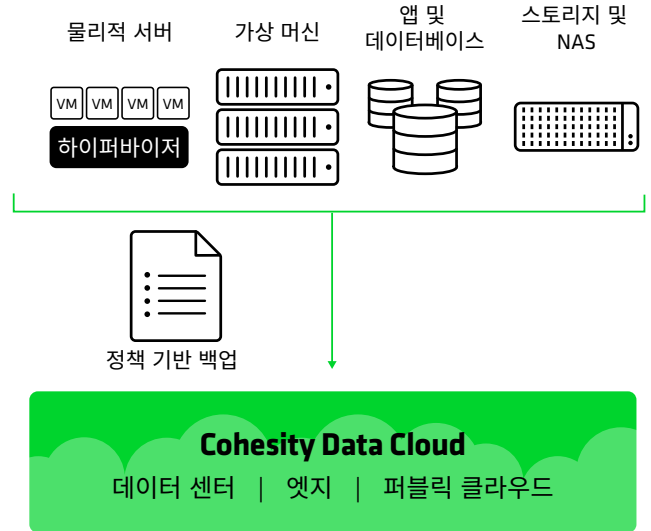 물리적 서버
가상 머신
앱 및
데이터베이스
스토리지 및
NAS
VM VM VM VM
하이퍼바이저
정책 기반 백업
Cohesity Data Cloud
데이터 센터 | 엣지 | 퍼블릭 클라우드